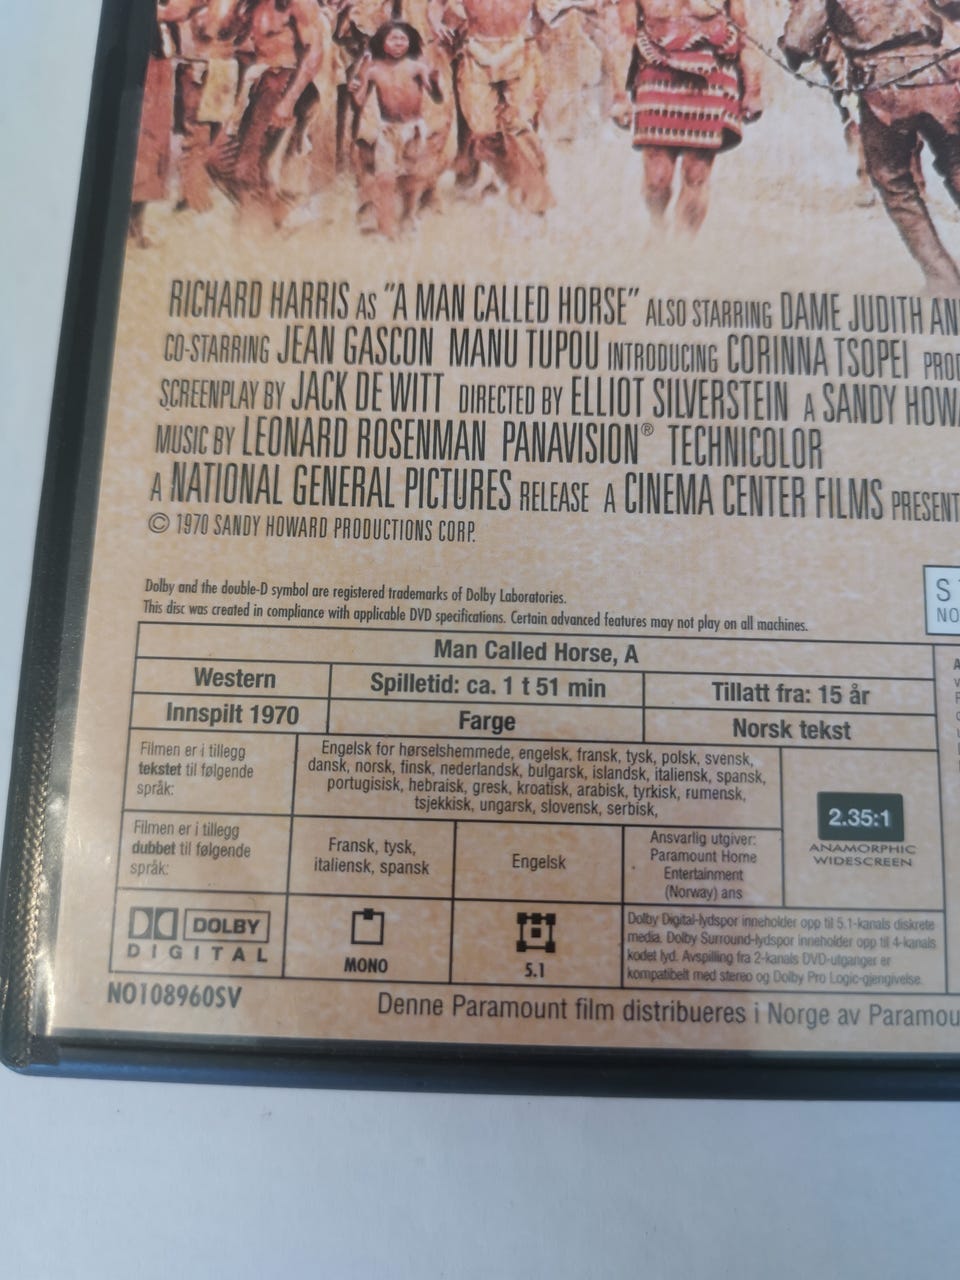 RICHARD HARRIS AS "A MAN CALLED HORSE" ALSO STARRING DAME JUDITH AN
CO-STARRING JEAN GASCON MANU TUPOU INTRODUCING CORINNA TSOPEI PROD
SCREENPLAY BY JACK DE WITT DIRECTED BY ELLIOT SILVERSTEIN A SANDY HOWA
MUSIC BY LEONARD ROSENMAN PANAVISION® TECHNICOLOR
A NATIONAL GENERAL PICTURES RELEASE A CINEMA CENTER FILMS PRESENT
© 1970 SANDY HOWARD PRODUCTIONS CORP.
Dolby and the double-D symbol are registered trademarks of Dolby Laboratories.
This disc was created in compliance with applicable DVD specifications. Certain advanced features may not play on all machines.
S
NO
Man Called Horse, A
Western
Spilletid: ca. 1 t 51 min
Tillatt fra: 15 år
Innspilt 1970
Farge
Norsk tekst
Filmen er i tillegg
tekstet til følgende
språk:
Engelsk for hørselshemmede, engelsk, fransk, tysk, polsk, svensk,
dansk, norsk, finsk, nederlandsk, bulgarsk, islandsk, italiensk, spansk,
portugisisk, hebraisk, gresk, kroatisk, arabisk, tyrkisk, rumensk,
tsjekkisk, ungarsk, slovensk, serbisk,
2.35:1
ANAMORPHIC
WIDESCREEN
Filmen er i tillegg
dubbet til følgende
språk:
Fransk, tysk,
italiensk, spansk
Engelsk
Ansvarlig utgiver:
Paramount Home
Entertainment
(Norway) ans
DOLBY
DIGITAL
MONO
5.1
Dolby Digital-lydspor inneholder opp til 5.1-kanals diskrete
media. Dolby Surround-lydspor inneholder opp til 4-kanals
kodet lyd. Avspilling fra 2-kanals DVD-utganger er
kompatibelt med stereo og Dolby Pro Logic-gjengivelse.
NO108960SV
Denne Paramount film distribueres i Norge av Paramou